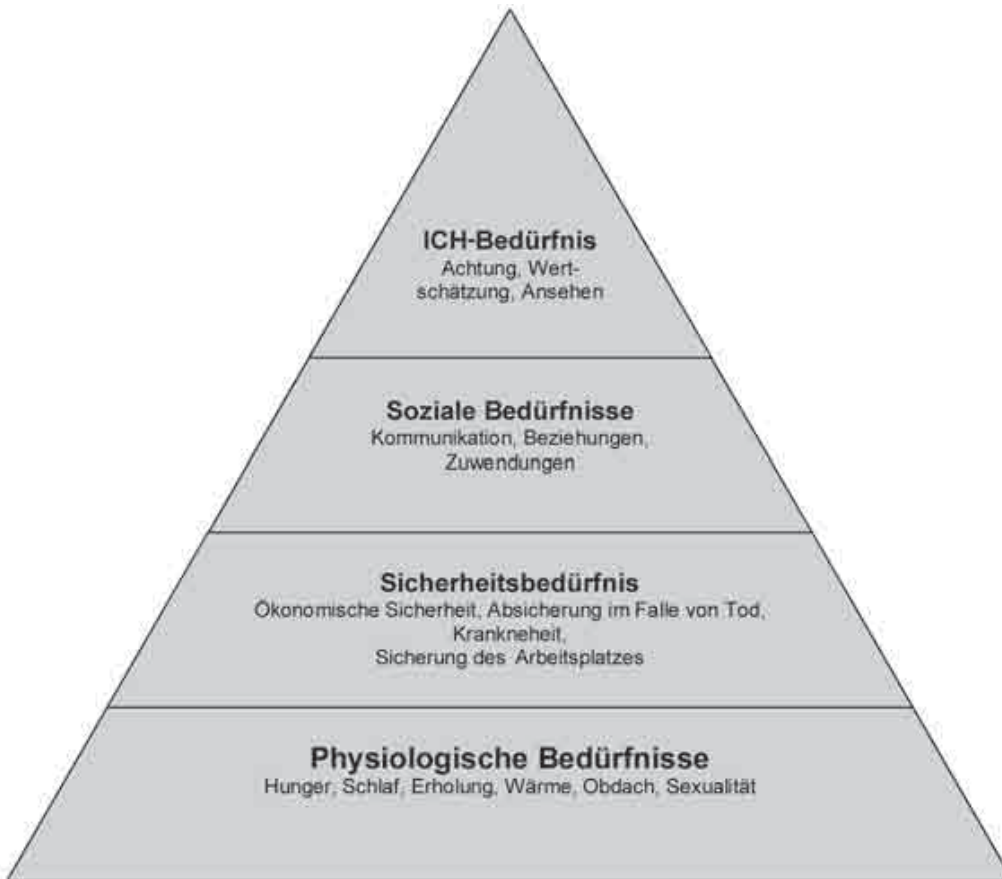 ICH-Bedürfnis
Achtung, Wert-
schätzung, Ansehen
Soziale Bedürfnisse
Kommunikation, Beziehungen,
Zuwendungen
Sicherheitsbedürfnis
Ökonomische Sicherheit, Absicherung im Falle von Tod,
Krankneheit,
Sicherung des Arbeitsplatzes
Physiologische Bedürfnisse
Hunger, Schlaf, Erholung, Wärme, Obdach, Sexualität